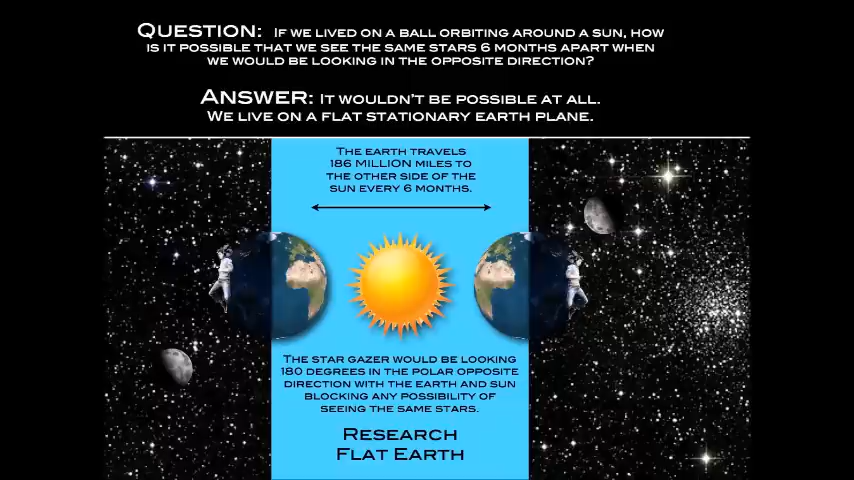 QUESTION: IF WE LIVED ON A BALL ORBITING AROUND A SUN, HOW
IS IT POSSIBLE THAT WE SEE THE SAME STARS 6 MONTHS APART WHEN
WE WOULD BE LOOKING IN THE OPPOSITE DIRECTION?
ANSWER: IT WOULDN'T BE POSSIBLE AT ALL.
WE LIVE ON A FLAT STATIONARY EARTH PLANE.
THE EARTH TRAVELS
186 MILLION MILES TO
THE OTHER SIDE OF THE
SUN EVERY 6 MONTHS.
THE STAR GAZER WOULD BE LOOKING
180 DEGREES IN THE POLAR OPPOSITE
DIRECTION WITH THE EARTH AND SUN
BLOCKING ANY POSSIBILITY OF
SEEING THE SAME STARS.
RESEARCH
FLAT EARTH